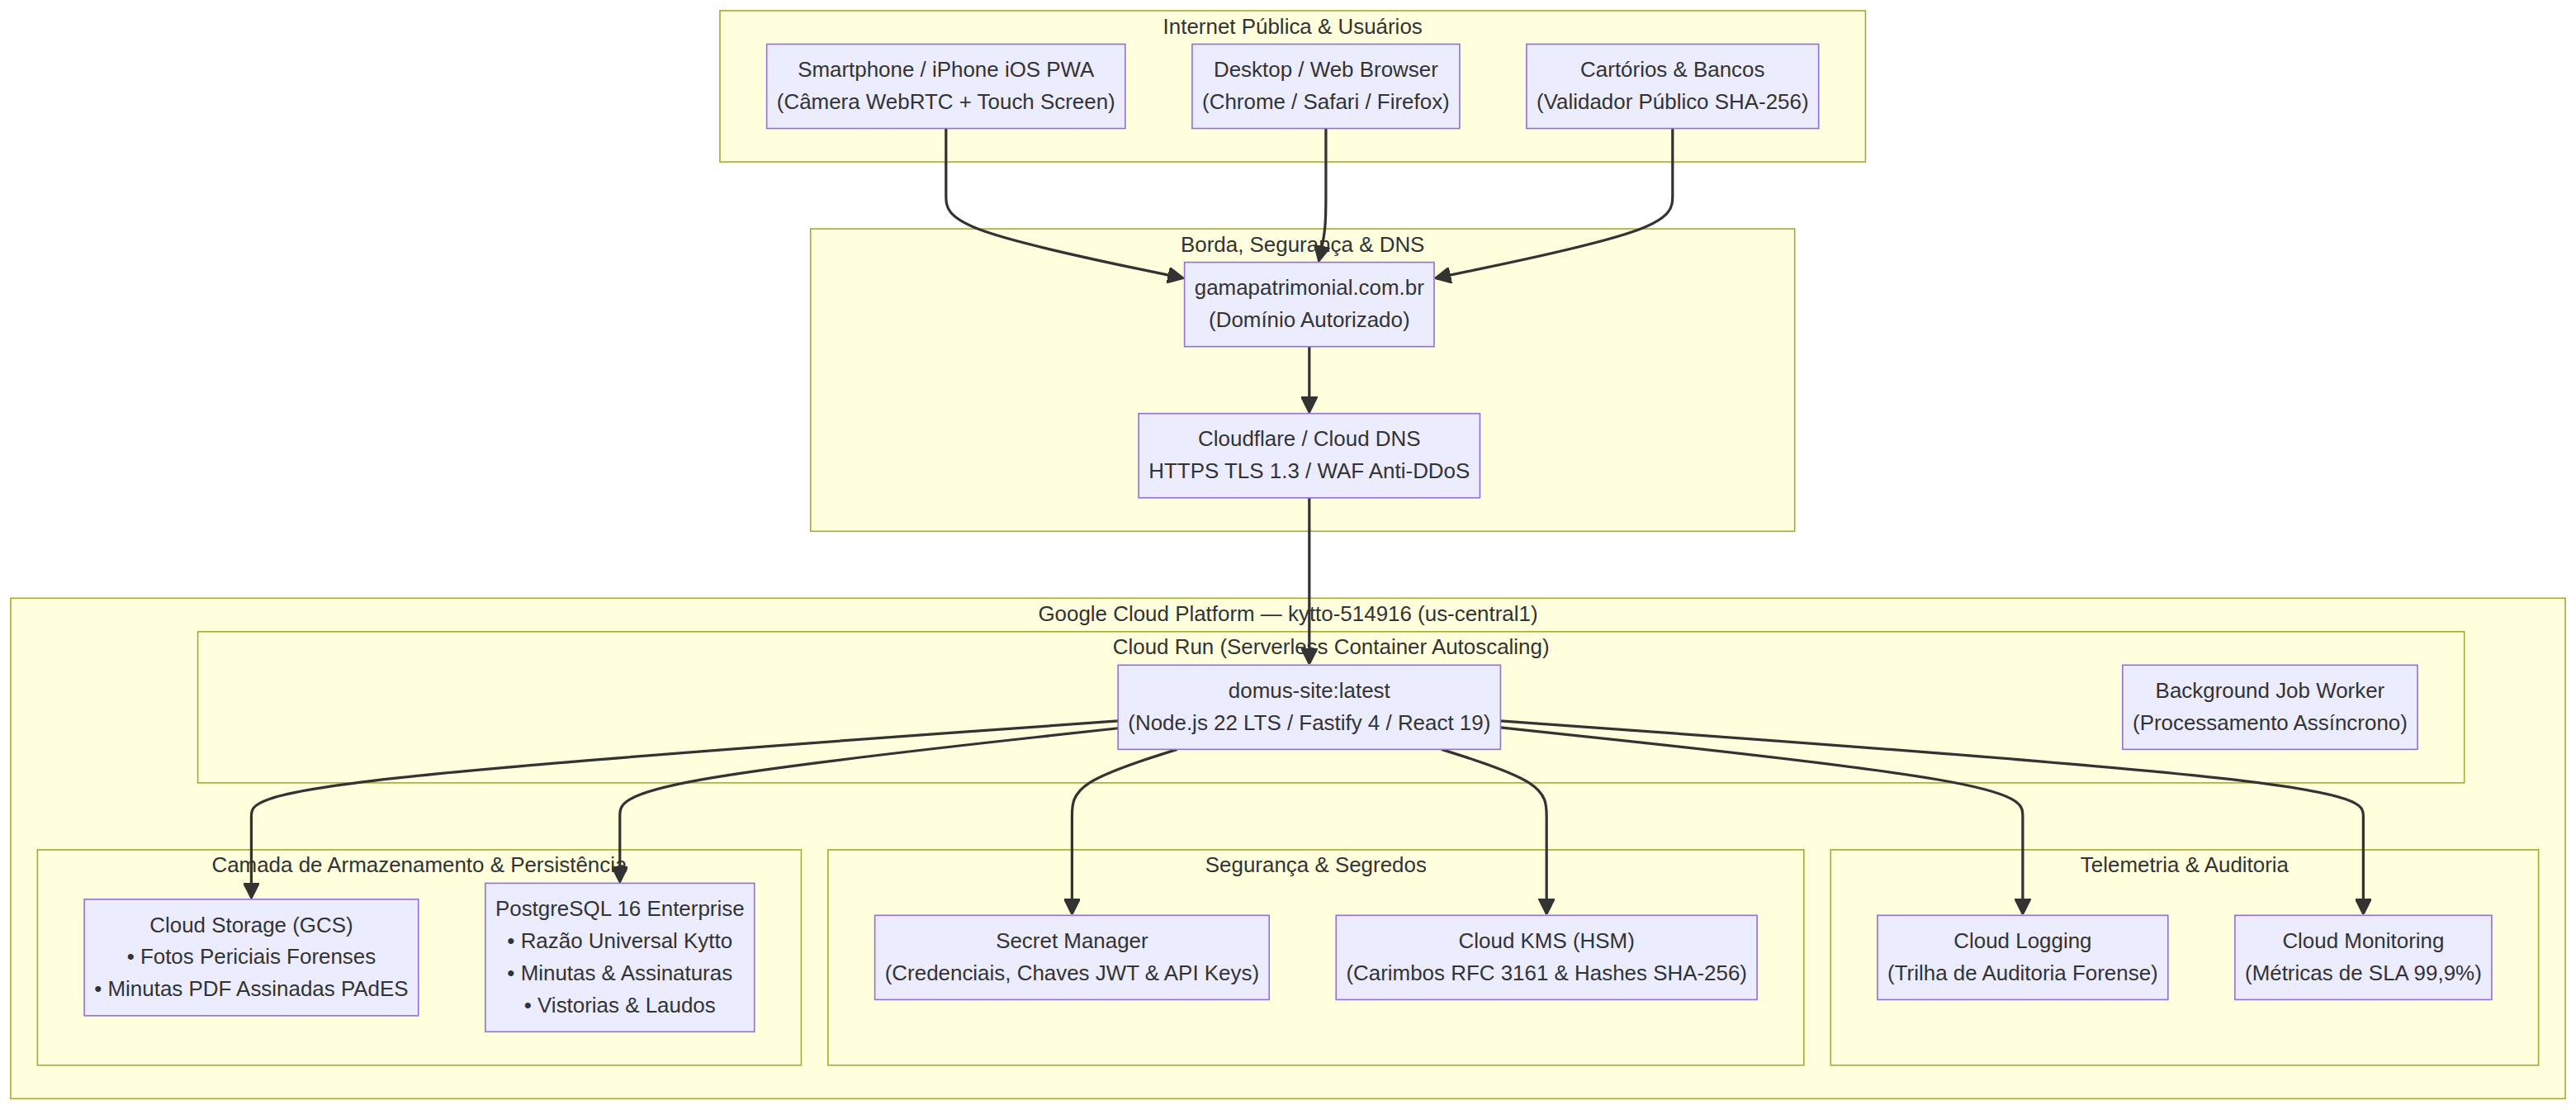 Internet Pública & Usuários
Smartphone / iPhone iOS PWA
(Câmera WebRTC + Touch Screen)
Desktop / Web Browser
(Chrome / Safari / Firefox)
Cartórios & Bancos
(Validador Público SHA-256)
Borda, Segurança & DNS
gamapatrimonial.com.br
(Domínio Autorizado)
Cloudflare / Cloud DNS
HTTPS TLS 1.3 / WAF Anti-DDoS
Google Cloud Platform — kytto-514916 (us-central1)
Cloud Run (Serverless Container Autoscaling)
domus-site:latest
(Node.js 22 LTS / Fastify 4 / React 19)
Background Job Worker
(Processamento Assíncrono)
Camada de Armazenamento & Persistência
Cloud Storage (GCS)
• Fotos Periciais Forenses
• Minutas PDF Assinadas PAdES
PostgreSQL 16 Enterprise
• Razão Universal Kytto
• Minutas & Assinaturas
• Vistorias & Laudos
Segurança & Segredos
Secret Manager
(Credenciais, Chaves JWT & API Keys)
Cloud KMS (HSM)
(Carimbos RFC 3161 & Hashes SHA-256)
Telemetria & Auditoria
Cloud Logging
(Trilha de Auditoria Forense)
Cloud Monitoring
(Métricas de SLA 99,9%)